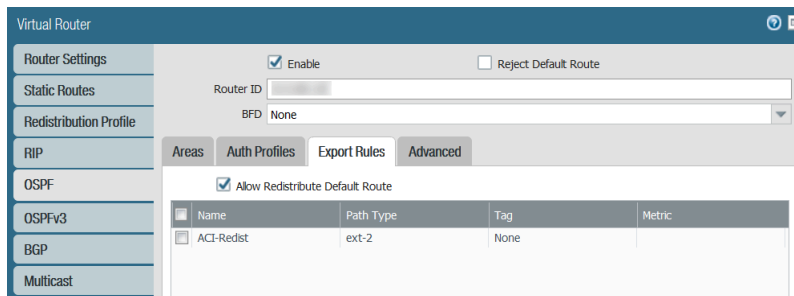 Virtual Router
Router Settings
Static Routes
Redistribution Profile
RIP
OSPF
OSPFv3
BGP
Multicast
Enable
Reject Default Route
Router ID
BFD None
Areas Auth Profiles Export Rules Advanced
Allow Redistribute Default Route
Name Path Type Tag Metric
ACI-Redist ext-2 None